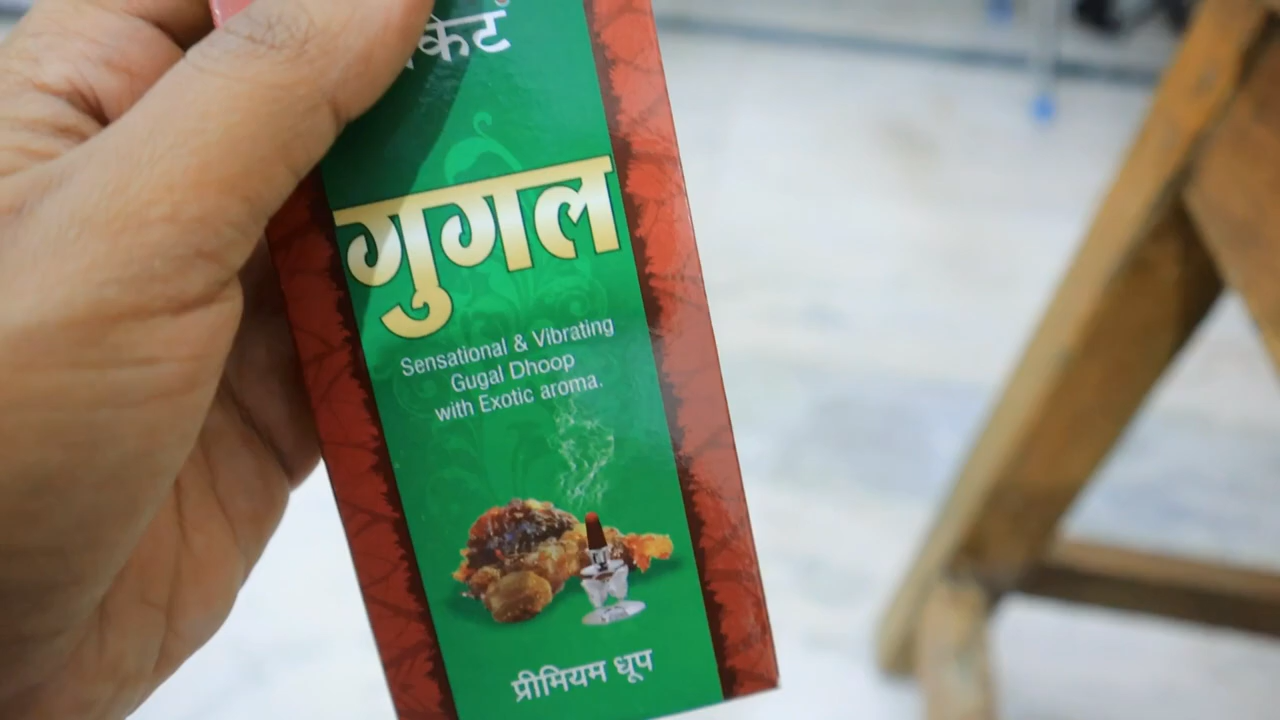 गुगल
Sensational & Vibrating
Gugal Dhoop
with Exotic aroma.
प्रीमियम धूप